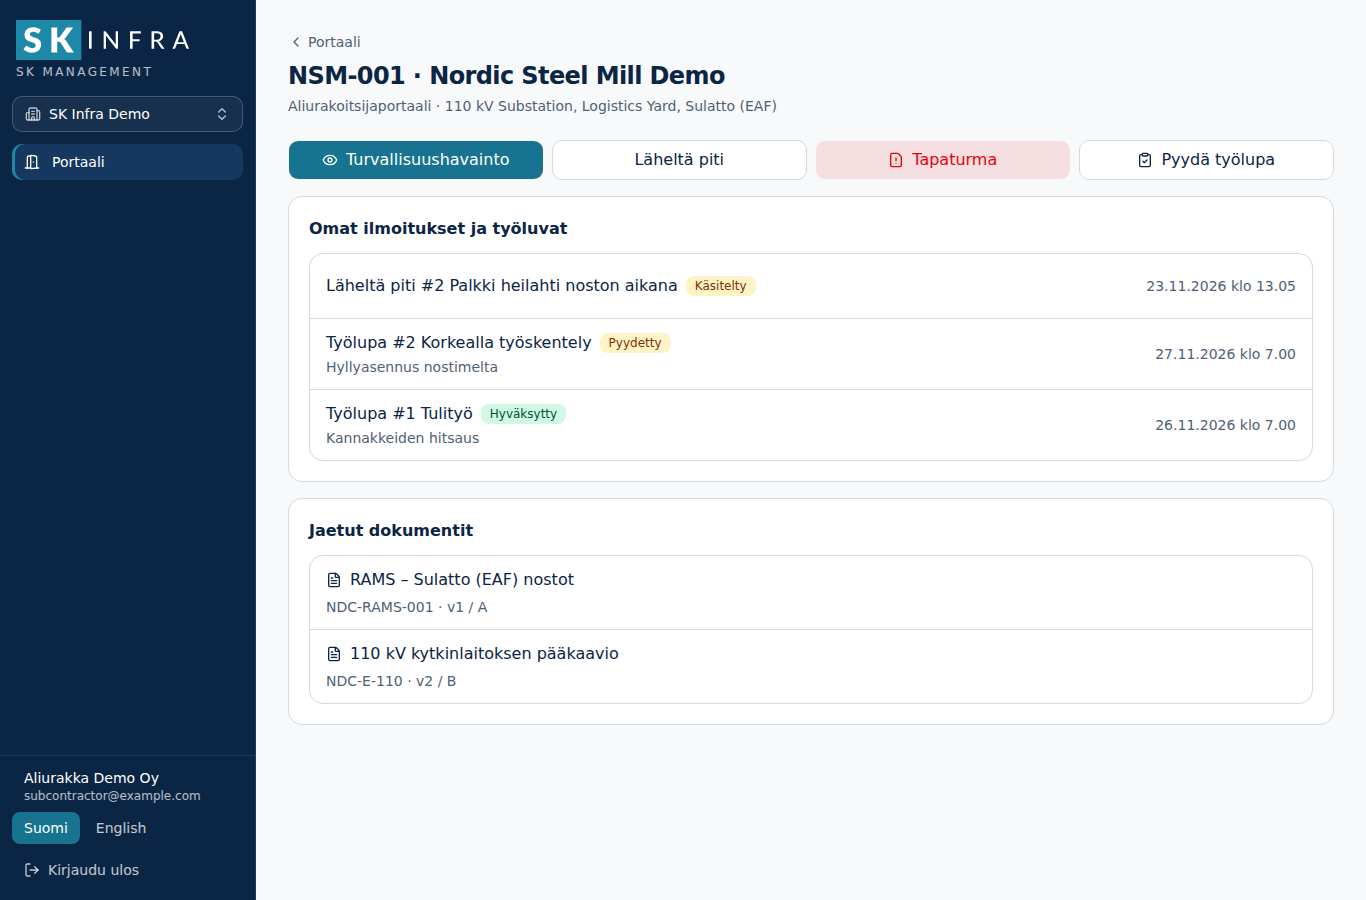 SK INFRA
SK MANAGEMENT
SK Infra Demo
Portaali
Aliurakka Demo Oy
subcontractor@example.com
Suomi English
Kirjaudu ulos
Portaali
NSM-001 · Nordic Steel Mill Demo
Aliurakoitsijaportaali · 110 kV Substation, Logistics Yard, Sulatto (EAF)
Turvallisuushavainto Läheltä piti Tapaturma Pyydä työlupa
Omat ilmoitukset ja työluvat
Läheltä piti #2 Palkki heilahti noston aikana Käsitelty 23.11.2026 klo 13.05
Työlupa #2 Korkealla työskentely Pyydetty
Hyllyasennus nostimelta
27.11.2026 klo 7.00
Työlupa #1 Tulityö Hyväksytty
Kannakkeiden hitsaus
26.11.2026 klo 7.00
Jaetut dokumentit
RAMS – Sulatto (EAF) nostot
NDC-RAMS-001 · v1 / A
110 kV kytkinlaitoksen pääkaavio
NDC-E-110 · v2 / B